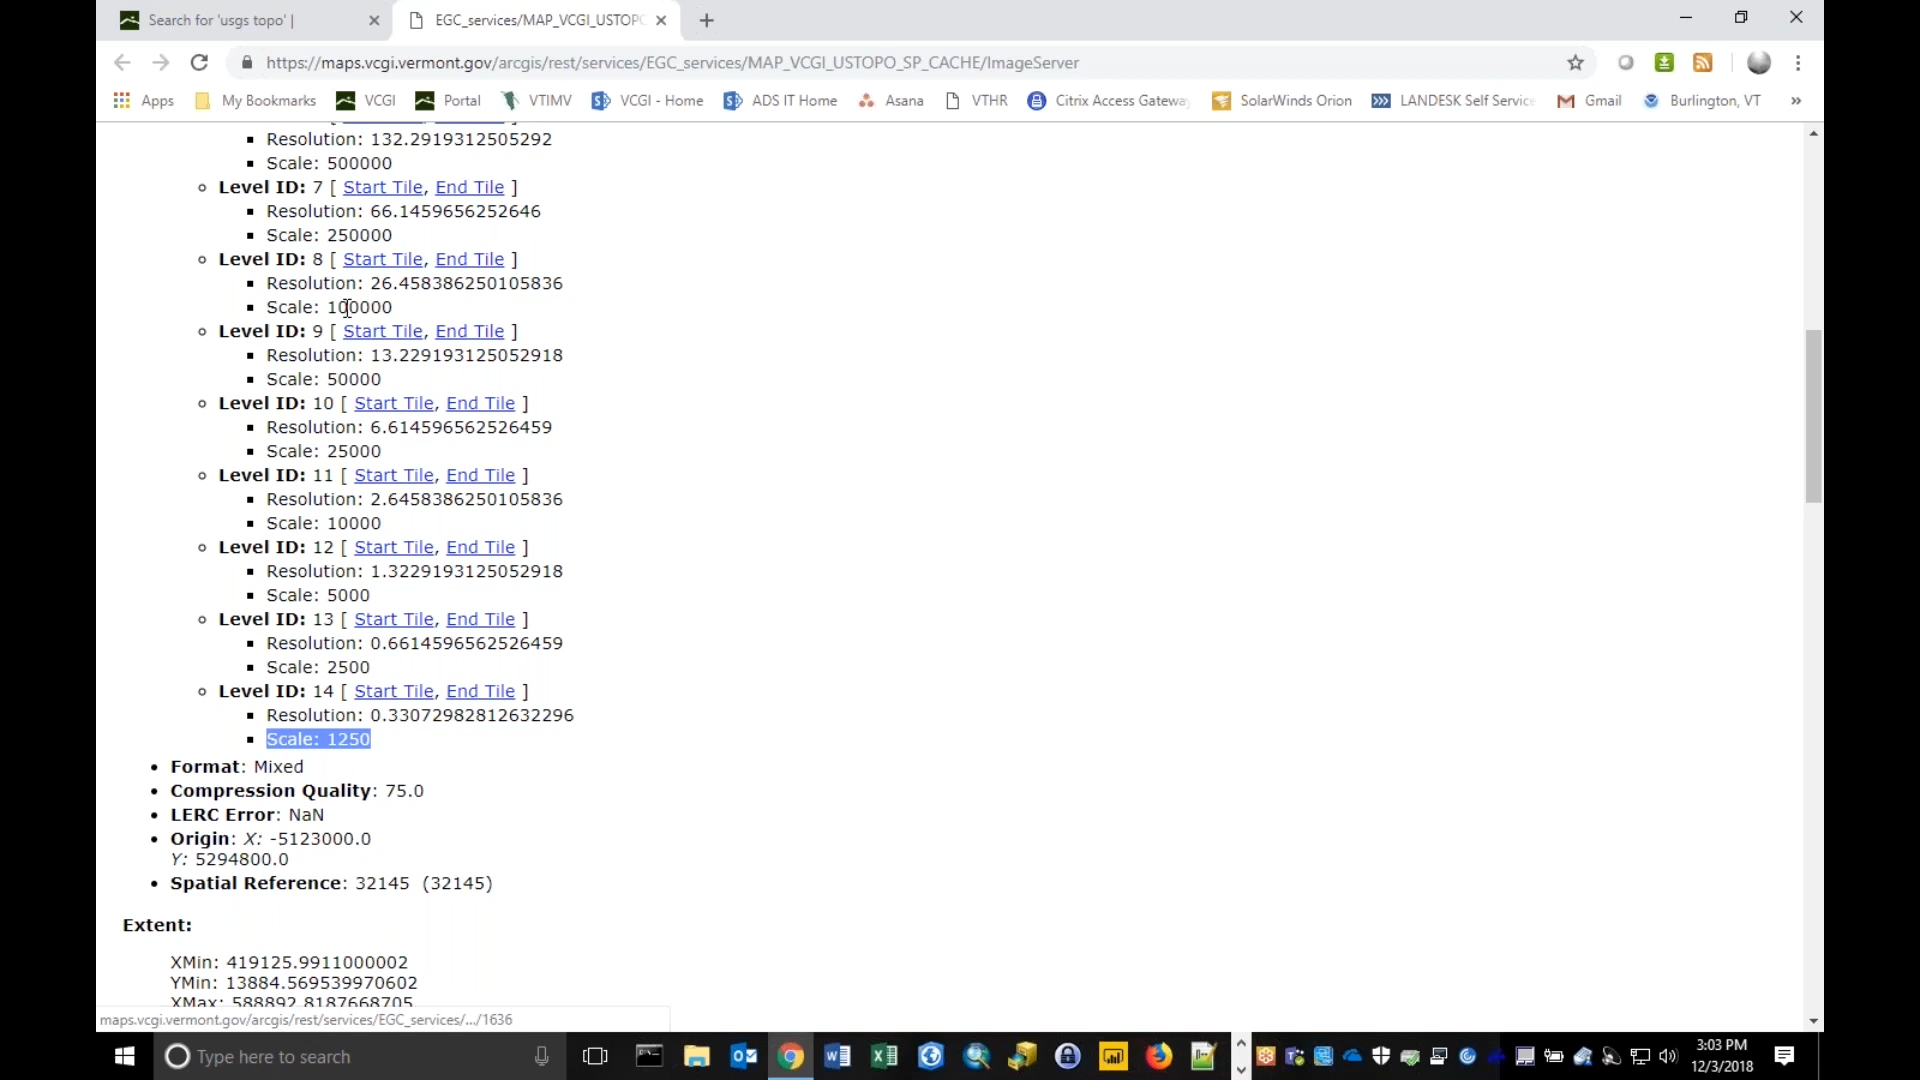 Search for 'usgs topo' |
EGC_services/MAP_VCGI_USTOPO
https://maps.vcgi.vermont.gov/arcgis/rest/services/EGC_services/MAP_VCGI_USTOPO_SP_CACHE/ImageServer
Apps My Bookmarks VCGI Portal VTIMV VCGI - Home ADS IT Home Asana VTHR Citrix Access Gateway SolarWinds Orion LANDESK Self Service Gmail Burlington, VT »
Resolution: 132.2919312505292
Scale: 500000
Level ID: 7 [ Start Tile, End Tile ]
Resolution: 66.1459656252646
Scale: 250000
Level ID: 8 [ Start Tile, End Tile ]
Resolution: 26.458386250105836
Scale: 100000
Level ID: 9 [ Start Tile, End Tile ]
Resolution: 13.229193125052918
Scale: 50000
Level ID: 10 [ Start Tile, End Tile ]
Resolution: 6.614596562526459
Scale: 25000
Level ID: 11 [ Start Tile, End Tile ]
Resolution: 2.6458386250105836
Scale: 10000
Level ID: 12 [ Start Tile, End Tile ]
Resolution: 1.3229193125052918
Scale: 5000
Level ID: 13 [ Start Tile, End Tile ]
Resolution: 0.6614596562526459
Scale: 2500
Level ID: 14 [ Start Tile, End Tile ]
Resolution: 0.33072982812632296
Scale: 1250
Format: Mixed
Compression Quality: 75.0
LERC Error: NaN
Origin: X: -5123000.0
Y: 5294800.0
Spatial Reference: 32145 (32145)
Extent:
XMin: 419125.9911000002
YMin: 13884.569539970602
XMax: 588892.8187668705
maps.vcgi.vermont.gov/arcgis/rest/services/EGC_services/.../1636
Type here to search
3:03 PM
12/3/2018